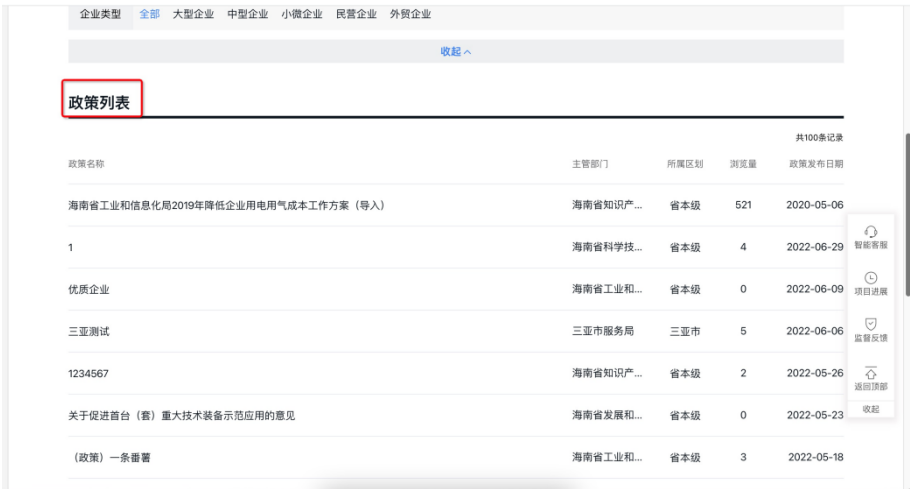 企业类型 全部 大型企业 中型企业 小微企业 民营企业 外贸企业
收起
政策列表
共100条记录
政策名称 主管部门 所属区划 浏览量 政策发布日期
海南省工业和信息化局2019年降低企业用电用气成本工作方案（导入） 海南省知识产... 省本级 521 2020-05-06
1 海南省科学技... 省本级 4 2022-06-29
优质企业 海南省工业和... 省本级 0 2022-06-09
三亚测试 三亚市服务局 三亚市 5 2022-06-06
1234567 海南省知识产... 省本级 2 2022-05-26
关于促进首台（套）重大技术装备示范应用的意见 海南省发展和... 省本级 0 2022-05-23
（政策）一条番薯 海南省工业和... 省本级 3 2022-05-18
智能客服
项目进展
监督反馈
返回顶部
收起